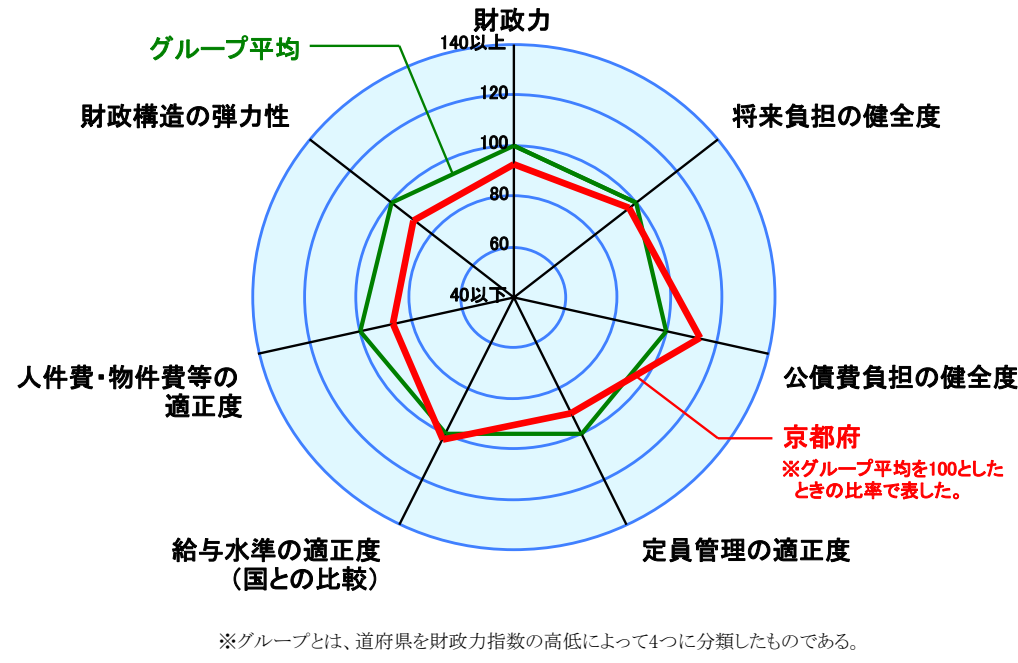 財政力
グループ平均
140以上
財政構造の弾力性
将来負担の健全度
120
100
80
60
40以下
人件費・物件費等の
適正度
公債費負担の健全度
京都府
※グループ平均を100とした
ときの比率で表した。
給与水準の適正度
（国との比較）
定員管理の適正度
※グループとは、道府県を財政力指数の高低によって4つに分類したものである。